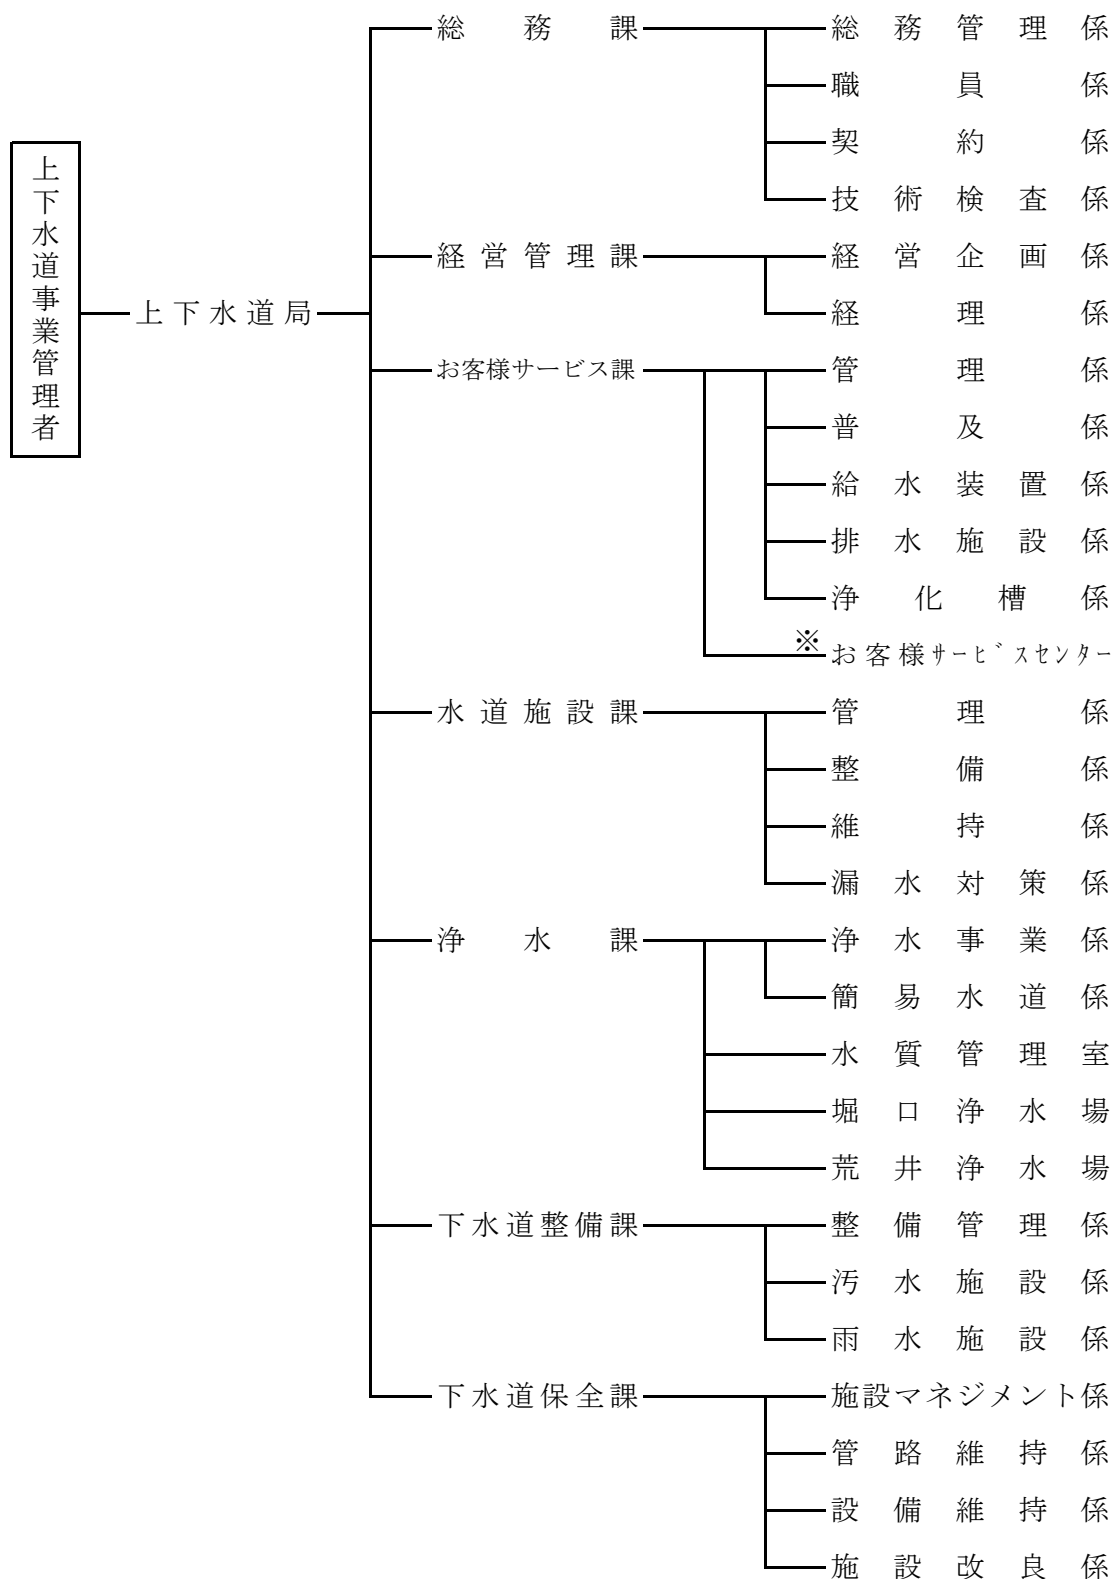 上下水道事業管理者
上下水道局
総務課
総務管理係
職員係
契約係
技術検査係
経営管理課
経営企画係
経理係
お客様サービス課
管理係
普及係
給水装置係
排水施設係
浄化槽係
※お客様ｻｰﾋﾞｽｾﾝﾀｰ
水道施設課
管理係
整備係
維持係
漏水対策係
浄水課
浄水事業係
簡易水道係
水質管理室
堀口浄水場
荒井浄水場
下水道整備課
整備管理係
汚水施設係
雨水施設係
下水道保全課
施設マネジメント係
管路維持係
設備維持係
施設改良係